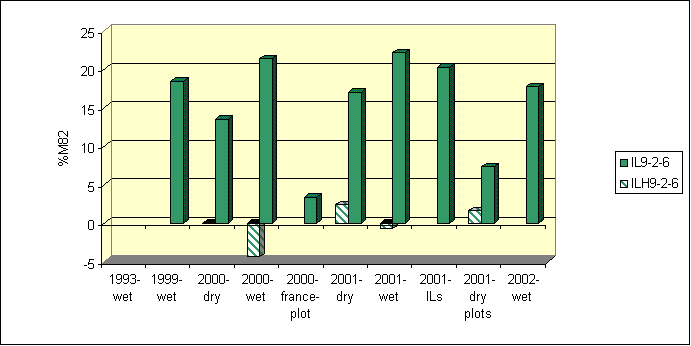 25
20
15
10
5
0
-5
%M82
1993-wet
1999-wet
2000-dry
2000-wet
2000-france-plot
2001-dry
2001-wet
2001-ILs
2001-dry plots
2002-wet
IL9-2-6
ILH9-2-6